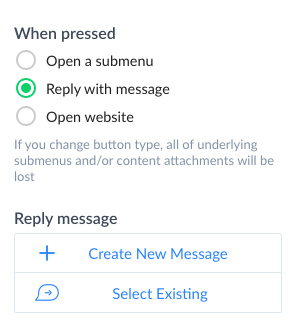 When pressed
Open a submenu
Reply with message
Open website
If you change button type, all of underlying
submenus and/or content attachments will be
lost
Reply message
Create New Message
Select Existing